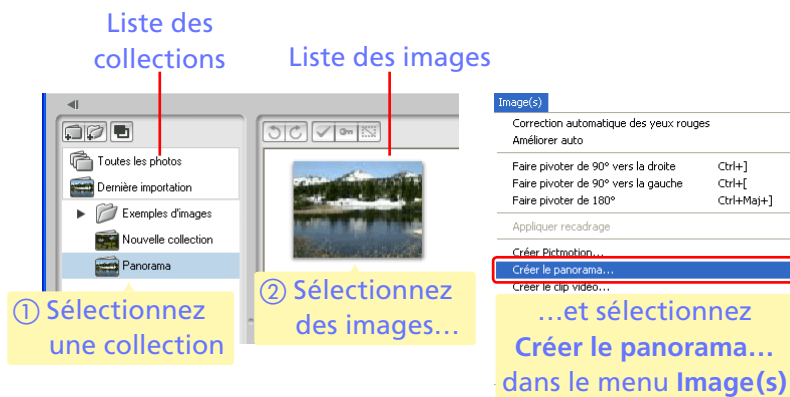 Liste des
collections
Liste des images
Toutes les photos
Dernière importation
Exemples d'images
Nouvelle collection
Panorama
① Sélectionnez
une collection
② Sélectionnez
des images...
Image(s)
Correction automatique des yeux rouges
Améliorer auto
Faire pivoter de 90° vers la droite Ctrl+]
Faire pivoter de 90° vers la gauche Ctrl+[
Faire pivoter de 180° Ctrl+Maj+]
Appliquer recadrage
Créer Pictmotion...
Créer le panorama...
Créer le clip vidéo...
...et sélectionnez
Créer le panorama...
dans le menu Image(s)